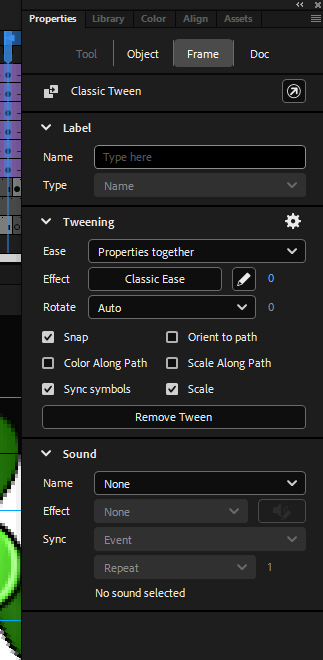 Properties Library Color Align Assets
Tool Object Frame Doc
Classic Tween
Label
Name Type here
Type Name
Tweening
Ease Properties together
Effect Classic Ease 0
Rotate Auto 0
Snap Orient to path
Color Along Path Scale Along Path
Sync symbols Scale
Remove Tween
Sound
Name None
Effect None
Sync Event
Repeat 1
No sound selected